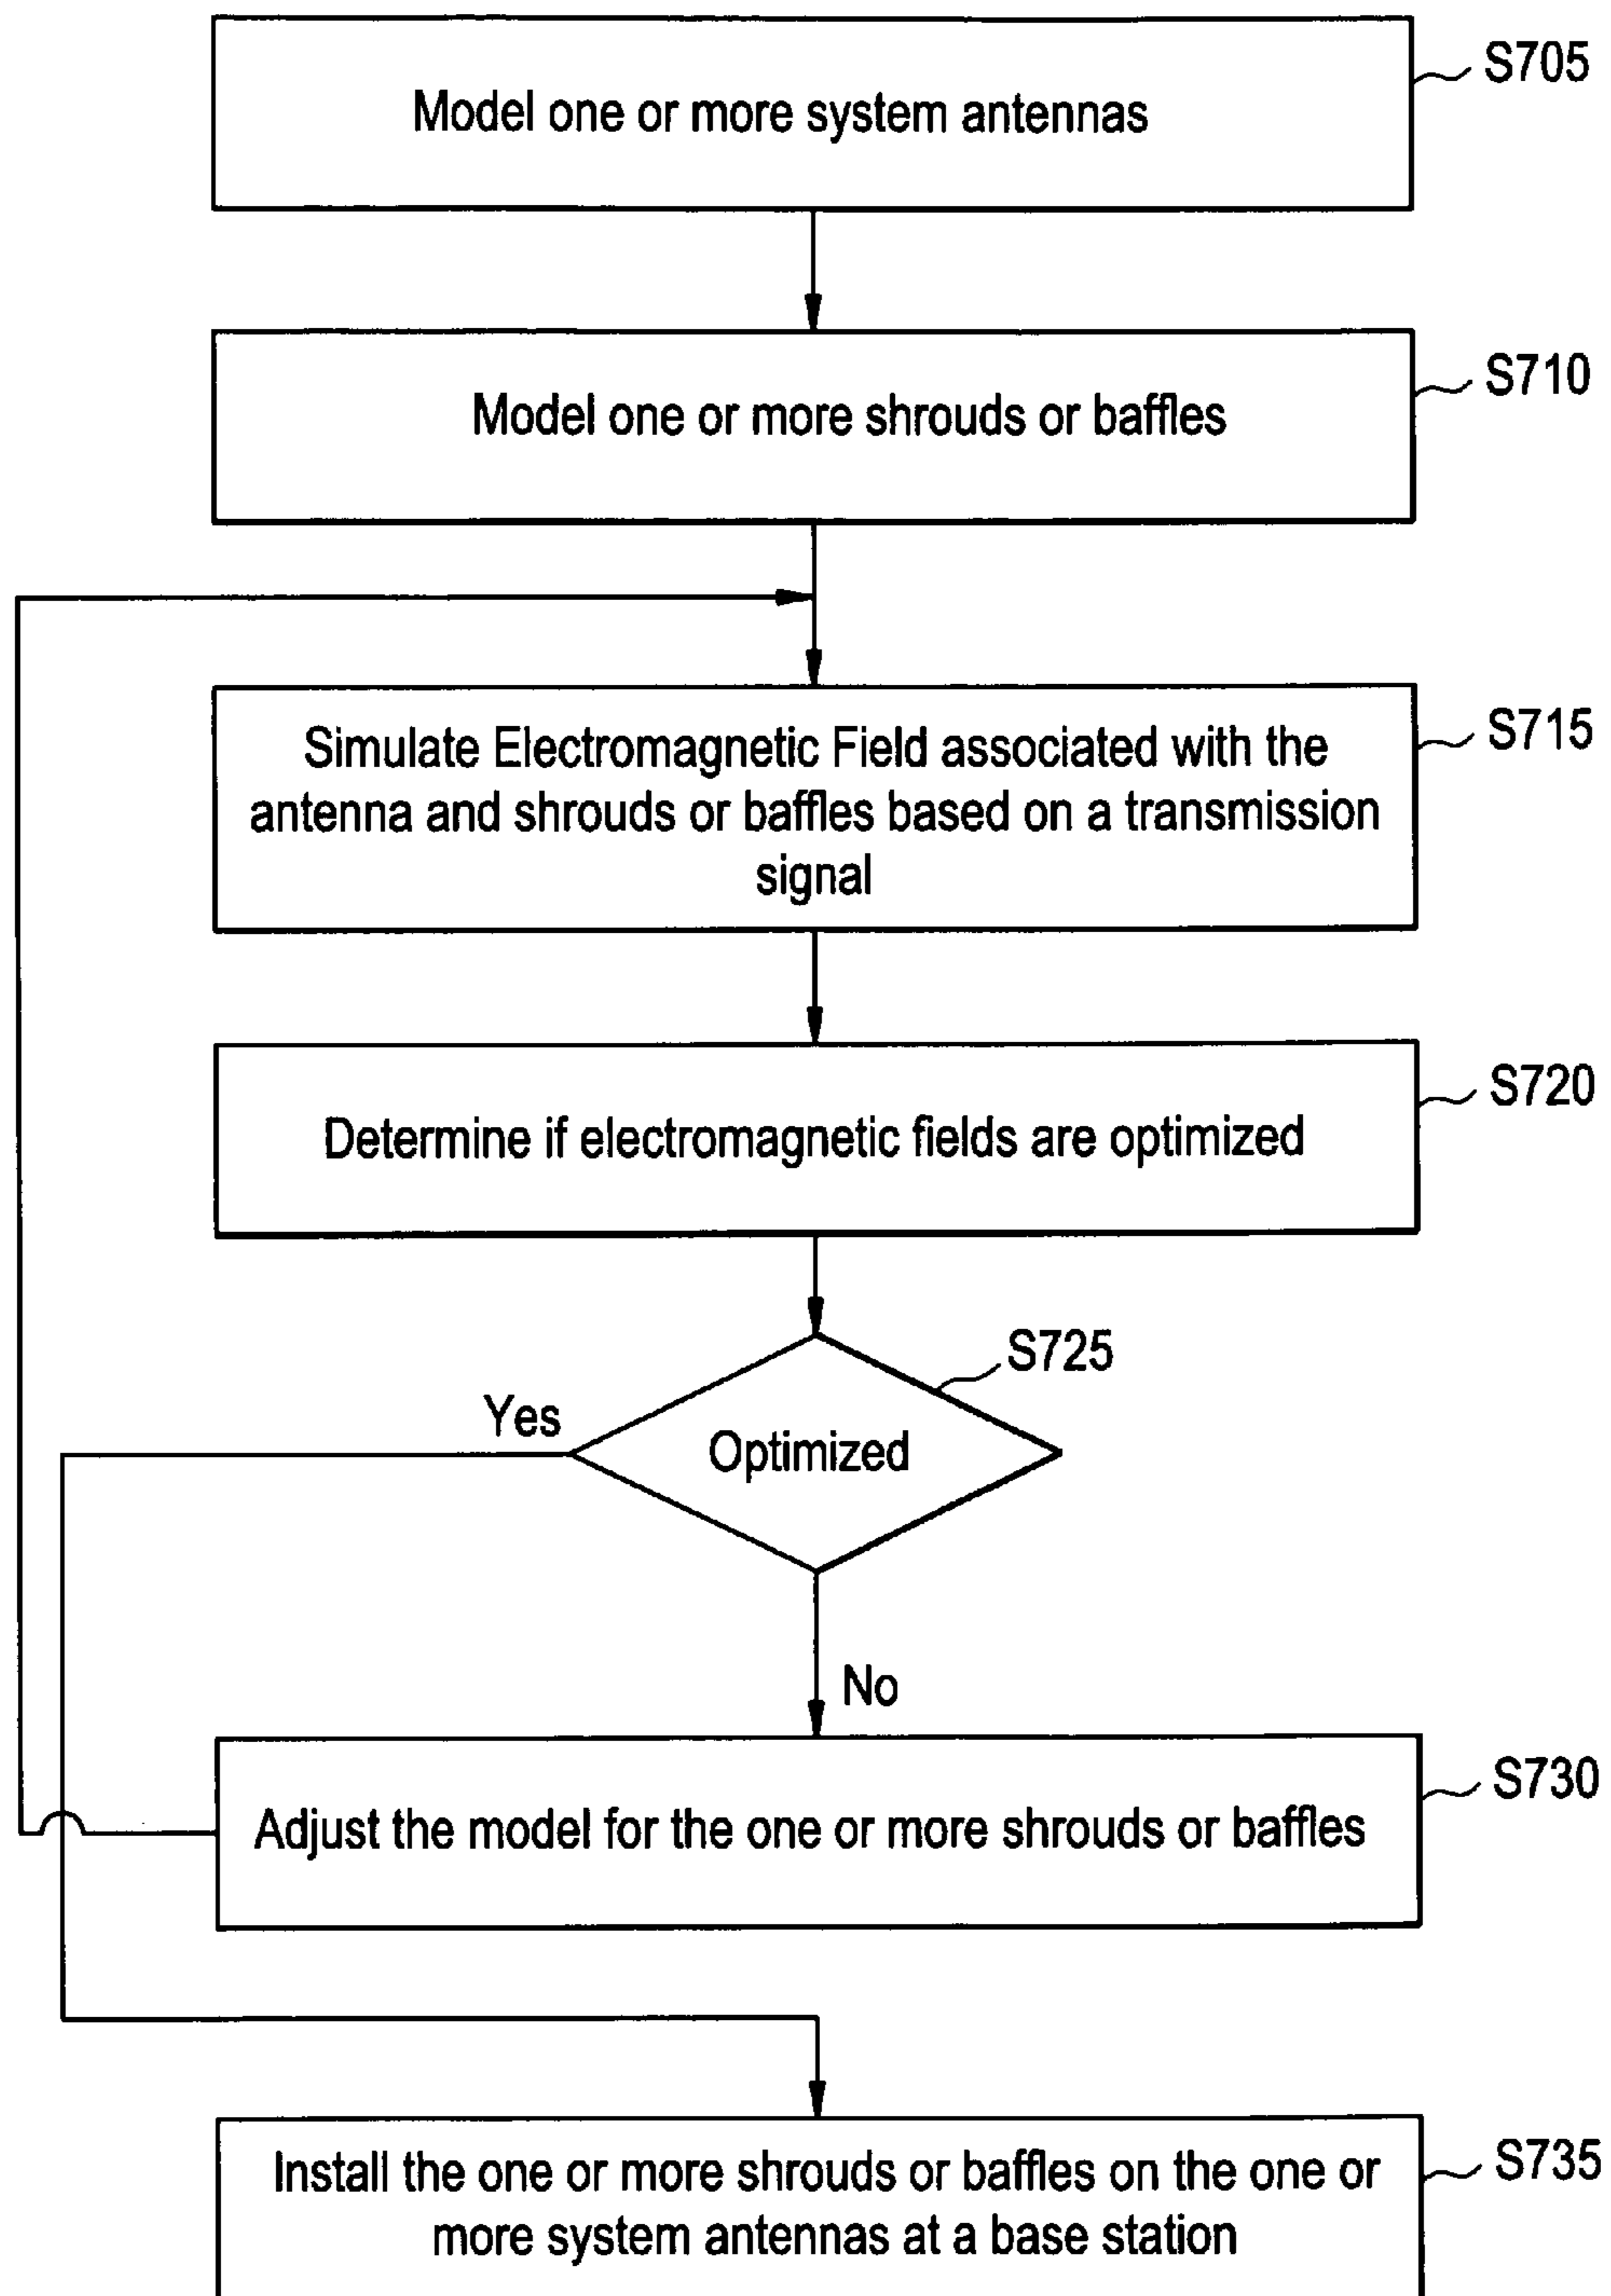 Model one or more system antennas
S705
Model one or more shrouds or baffles
S710
Simulate Electromagnetic Field associated with the
antenna and shrouds or baffles based on a transmission
signal
S715
Determine if electromagnetic fields are optimized
S720
S725
Yes
Optimized
No
Adjust the model for the one or more shrouds or baffles
S730
Install the one or more shrouds or baffles on the one or
more system antennas at a base station
S735